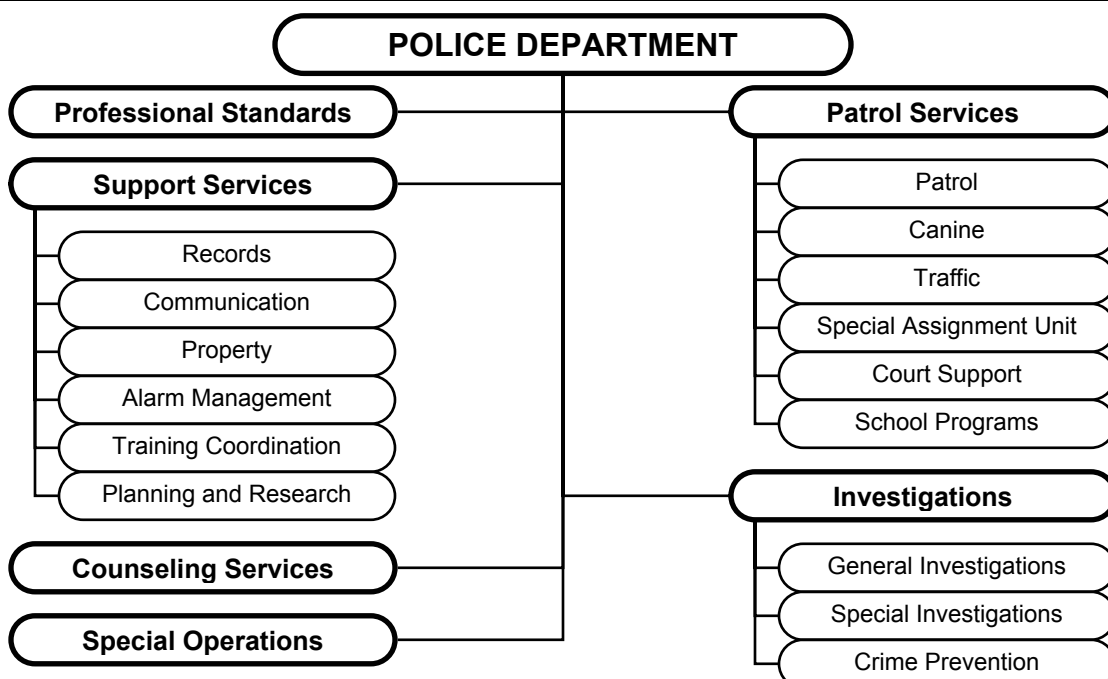 POLICE DEPARTMENT
Professional Standards
Support Services
Records
Communication
Property
Alarm Management
Training Coordination
Planning and Research
Counseling Services
Special Operations
Patrol Services
Patrol
Canine
Traffic
Special Assignment Unit
Court Support
School Programs
Investigations
General Investigations
Special Investigations
Crime Prevention